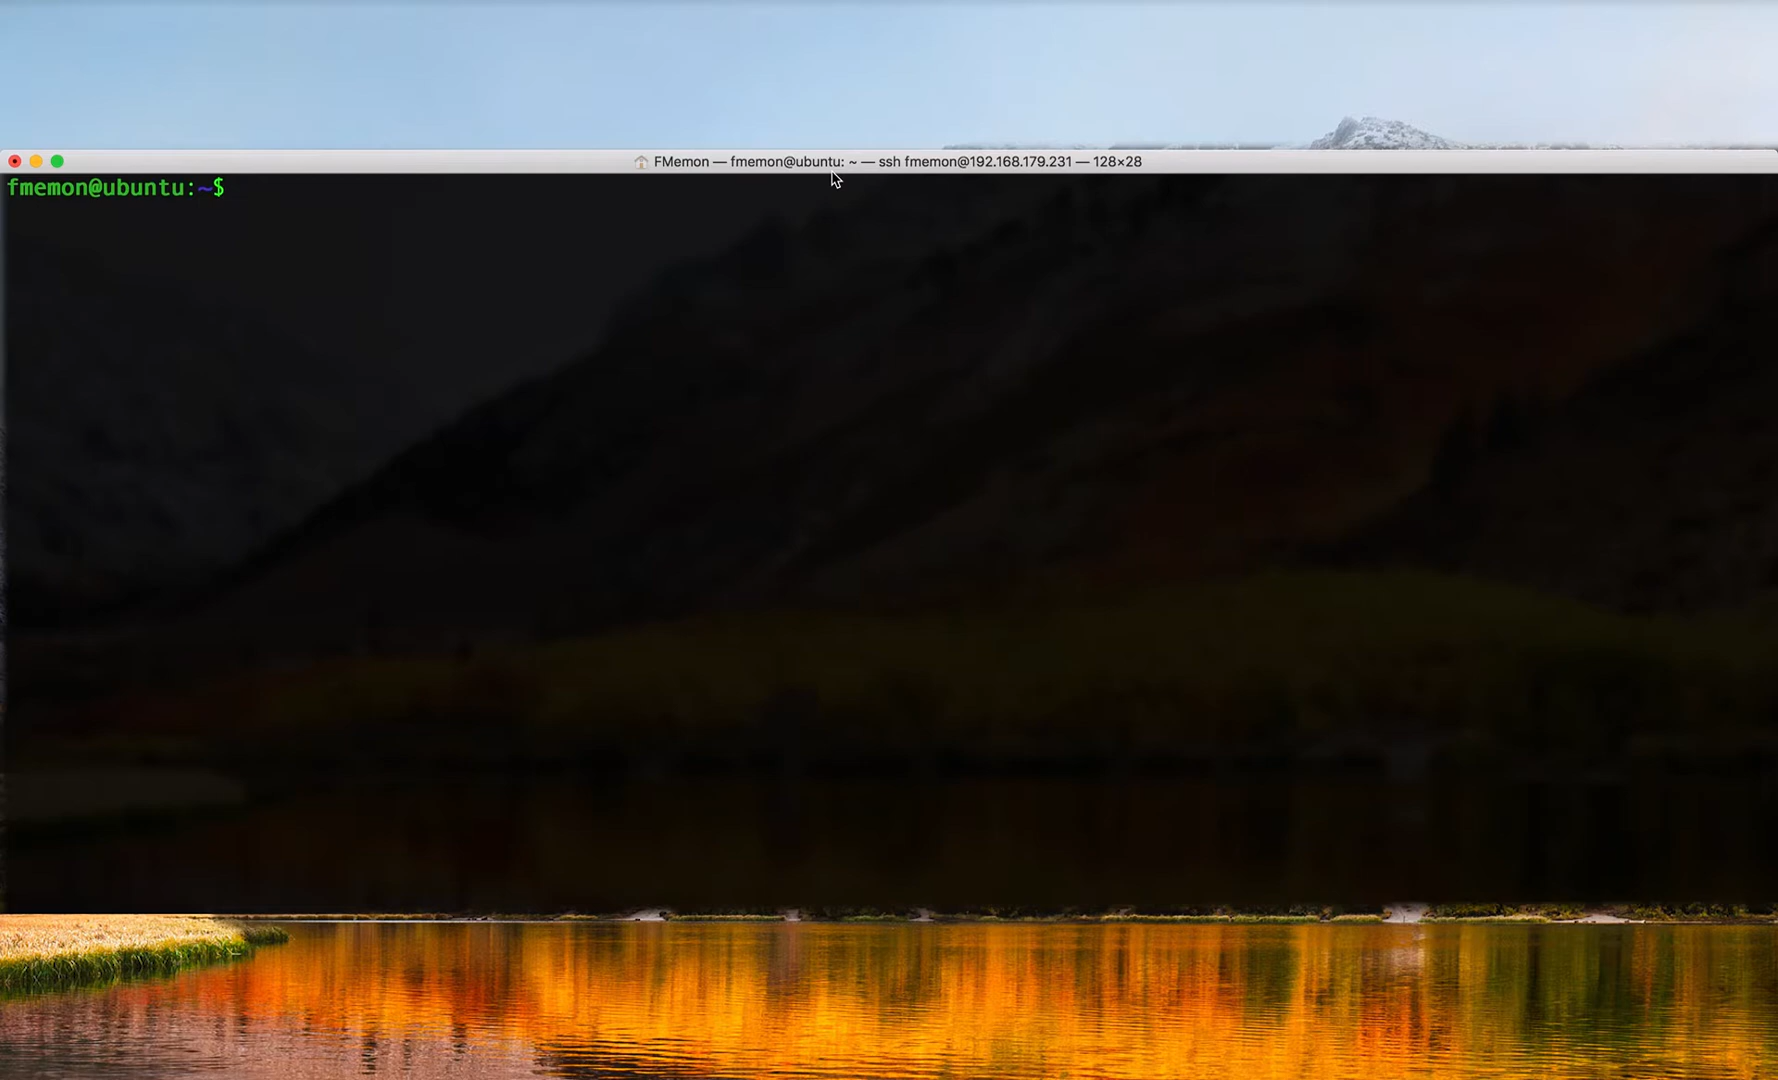 FMemon — fmemon@ubuntu: ~ — ssh fmemon@192.168.179.231 — 128×28
fmemon@ubuntu:~$